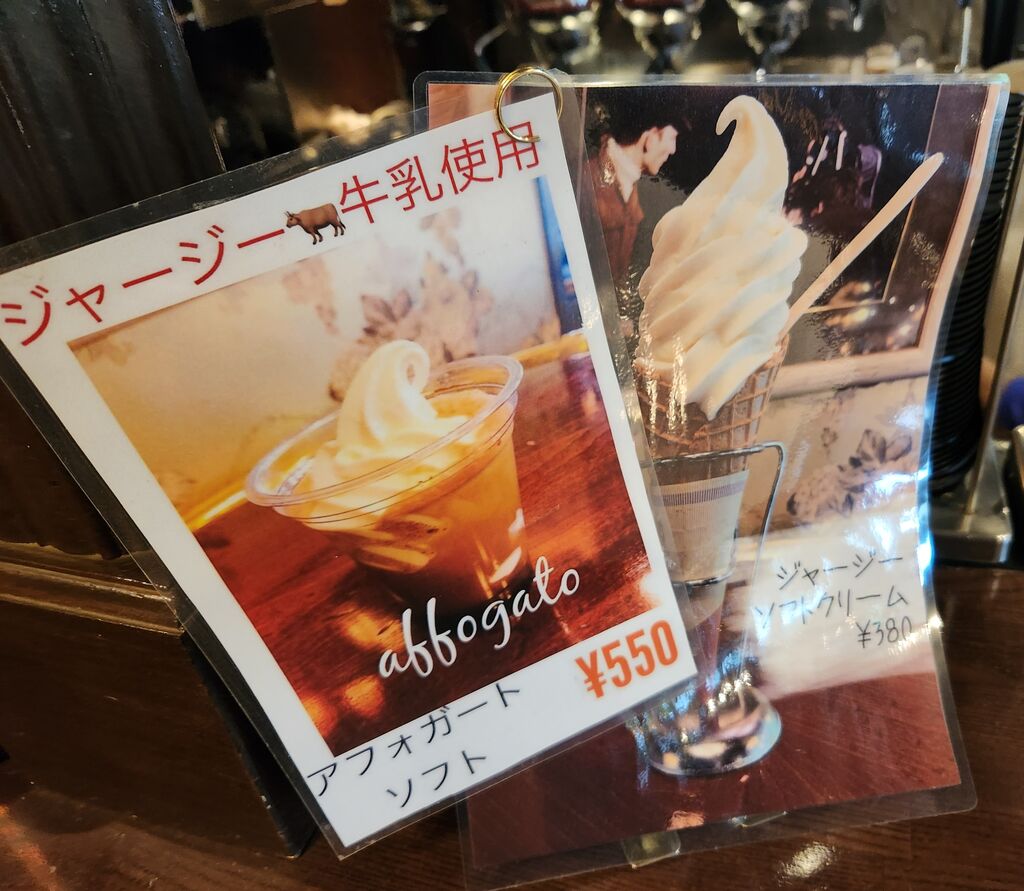 ジャージー牛乳使用
affogato
¥550
アフォガート
ソフト
ジャージー
ソフトクリーム
¥380